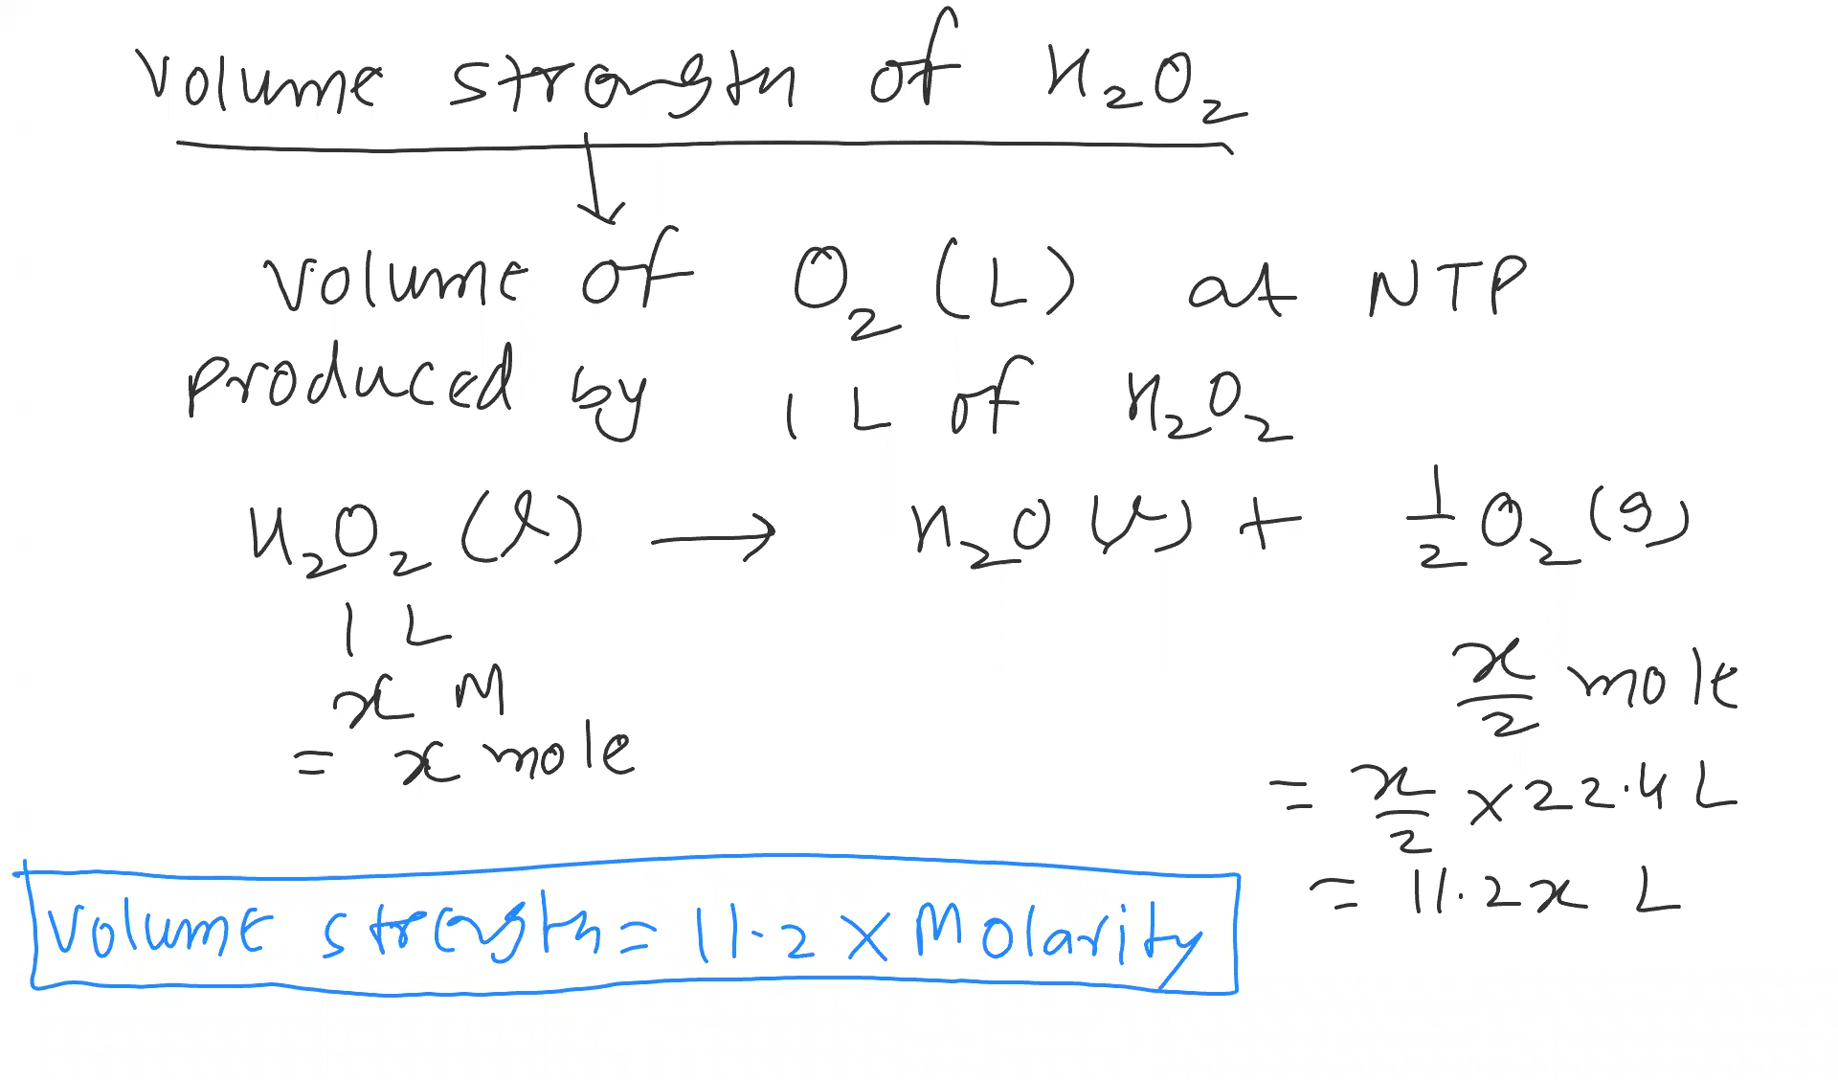 Volume strength of H₂O₂
Volume of O₂ (L) at NTP
produced by 1 L of H₂O₂
H₂O₂ (l) → H₂O (l) + 1/2 O₂ (g)
1 L
x M
= x mole
x/2 mole
= x/2 × 22.4 L
= 11.2x L
Volume strength = 11.2 × Molarity